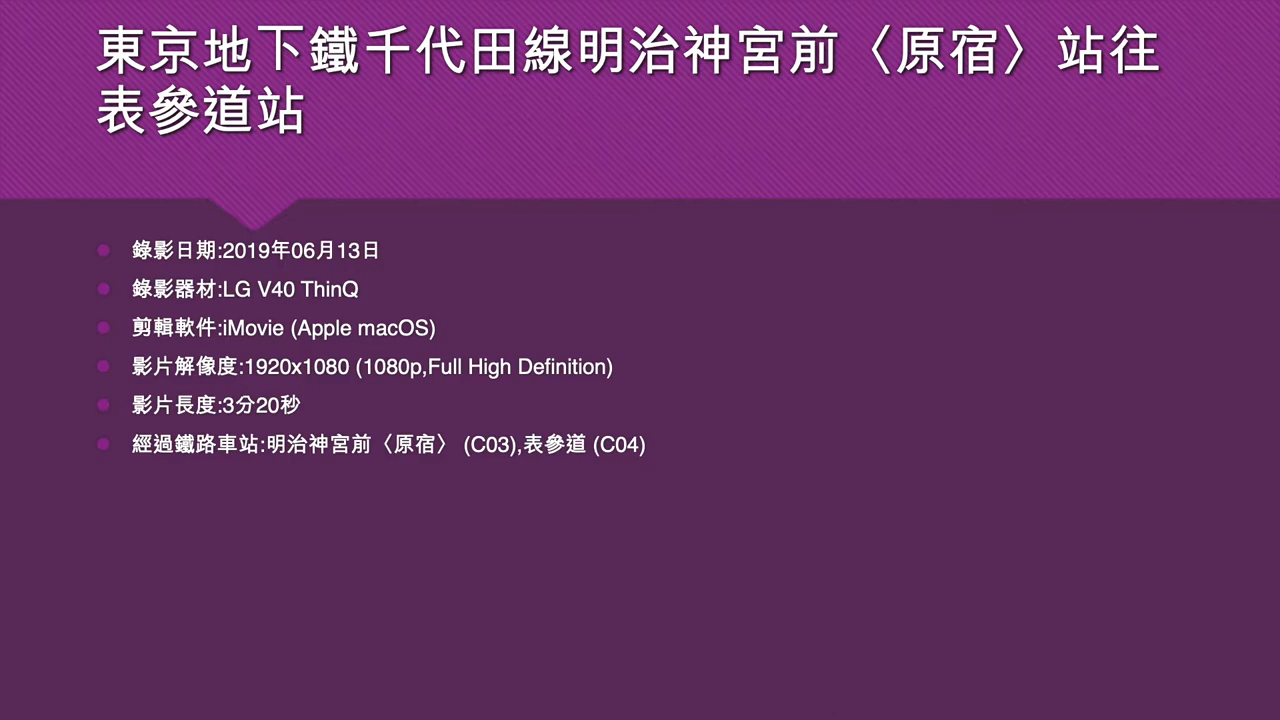 東京地下鐵千代田線明治神宮前〈原宿〉站往
表參道站
錄影日期:2019年06月13日
錄影器材:LG V40 ThinQ
剪輯軟件:iMovie (Apple macOS)
影片解像度:1920x1080 (1080p,Full High Definition)
影片長度:3分20秒
經過鐵路車站:明治神宮前〈原宿〉 (C03),表參道 (C04)